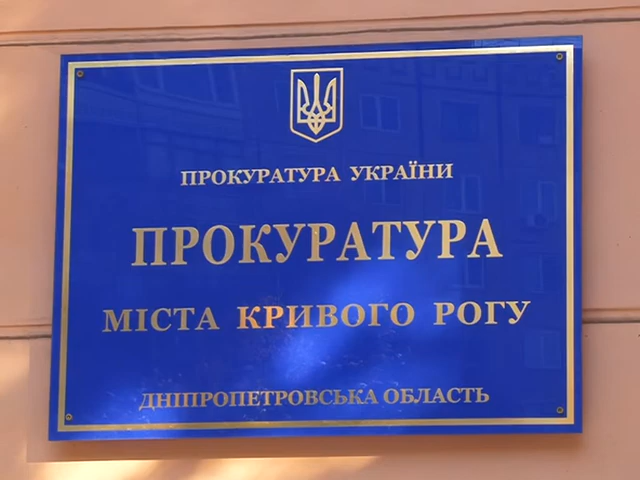 ПРОКУРАТУРА УКРАЇНИ
ПРОКУРАТУРА
МІСТА КРИВОГО РОГУ
ДНІПРОПЕТРОВСЬКА ОБЛАСТЬ